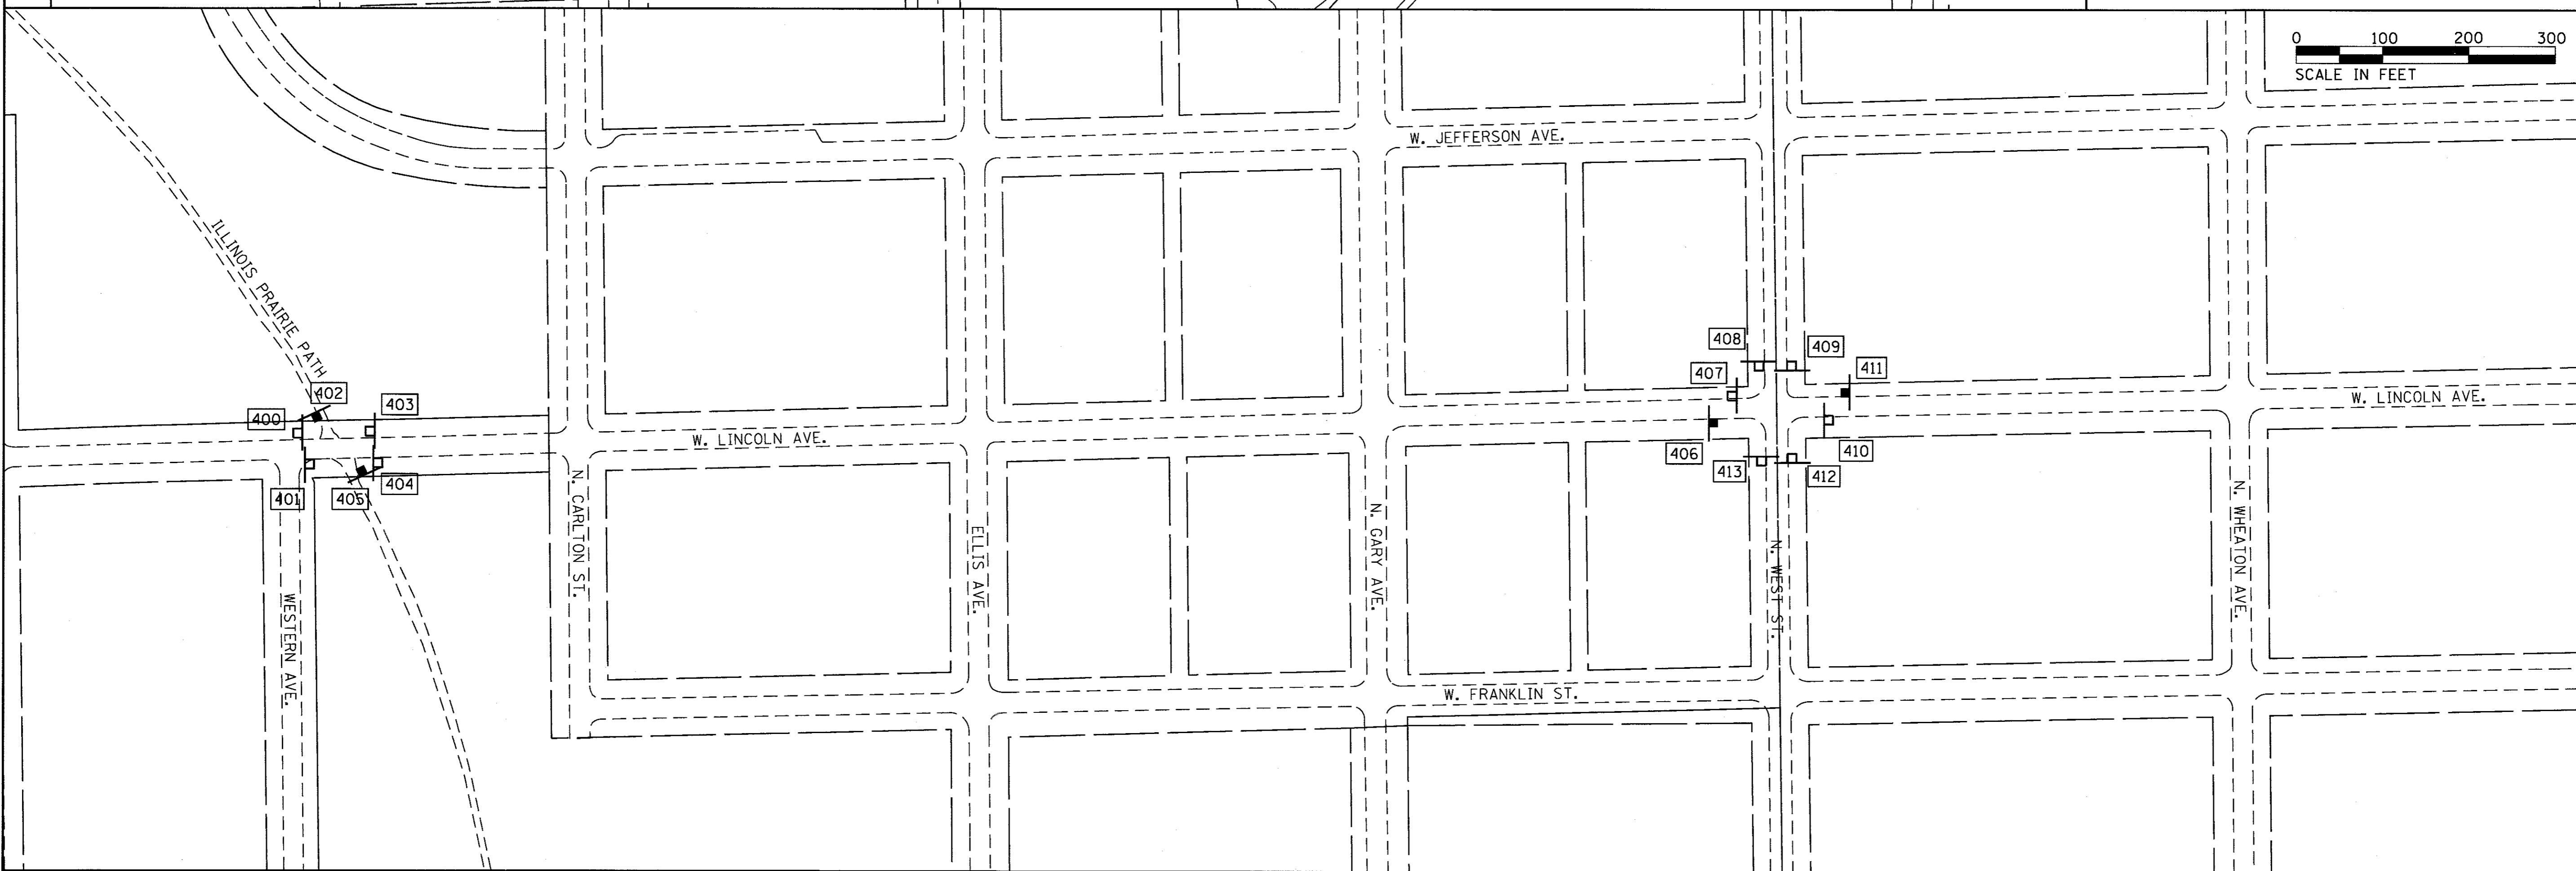 0 100 200 300
SCALE IN FEET
W. JEFFERSON AVE.
ILLINOIS PRAIRIE PATH
408
409
407
411
402
403
400
W. LINCOLN AVE.
W. LINCOLN AVE.
406
413
410
412
401
405
404
N. CARLTON ST.
ELLIS AVE.
N. GARY AVE.
N. WEST ST.
N. WHEATON AVE.
WESTERN AVE.
W. FRANKLIN ST.